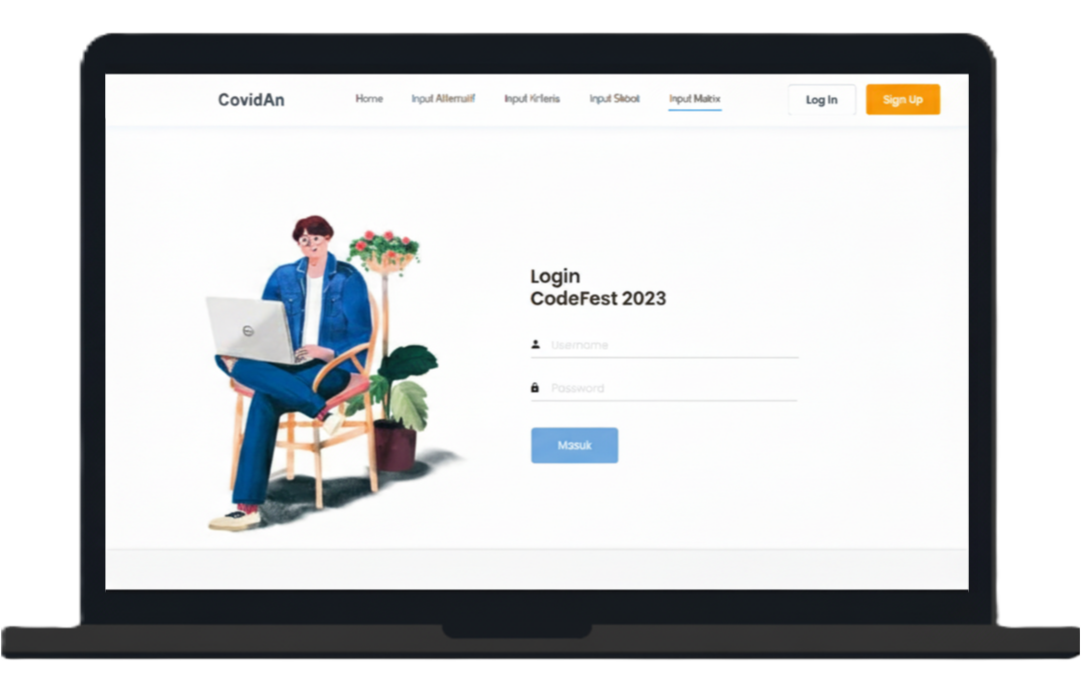 CovidAn
Home
Input Alternatif
Input Kriteria
Input Skool
Input Matrix
Log In
Sign Up
Login
CodeFest 2023
Username
Password
Masuk